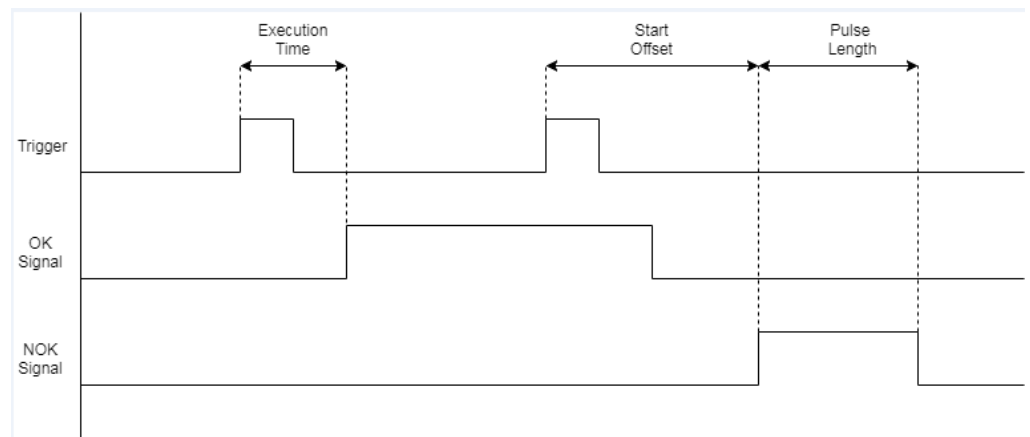 Execution
Time
Start
Offset
Pulse
Length
Trigger
OK
Signal
NOK
Signal